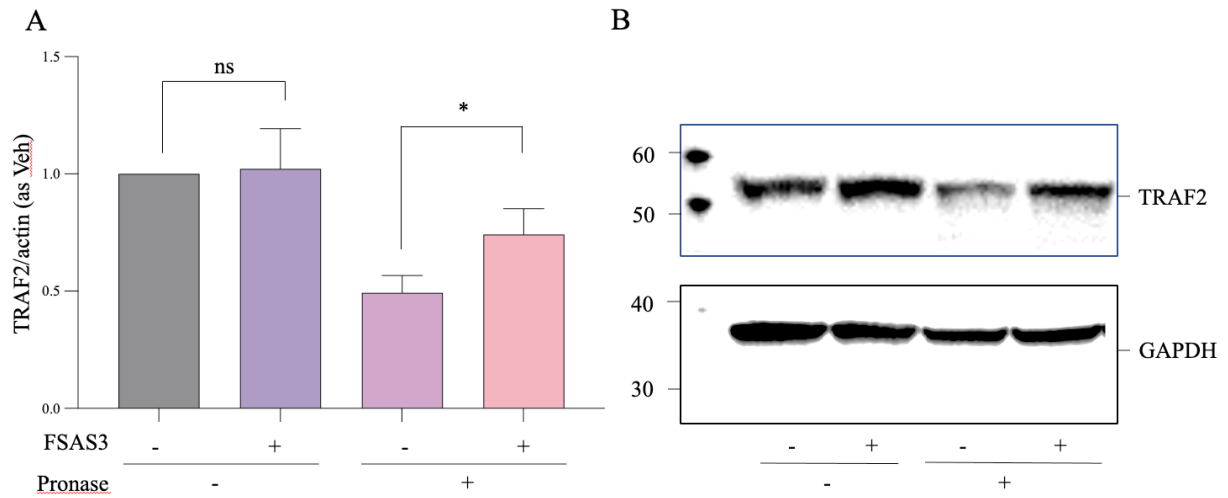 A
B
1.5
1.0
0.5
0.0
TRAF2/actin (as Veh)
ns
*
FSAS3
- + - +
Pronase
- +
60
50
TRAF2
40
30
GAPDH
- + - +
- +